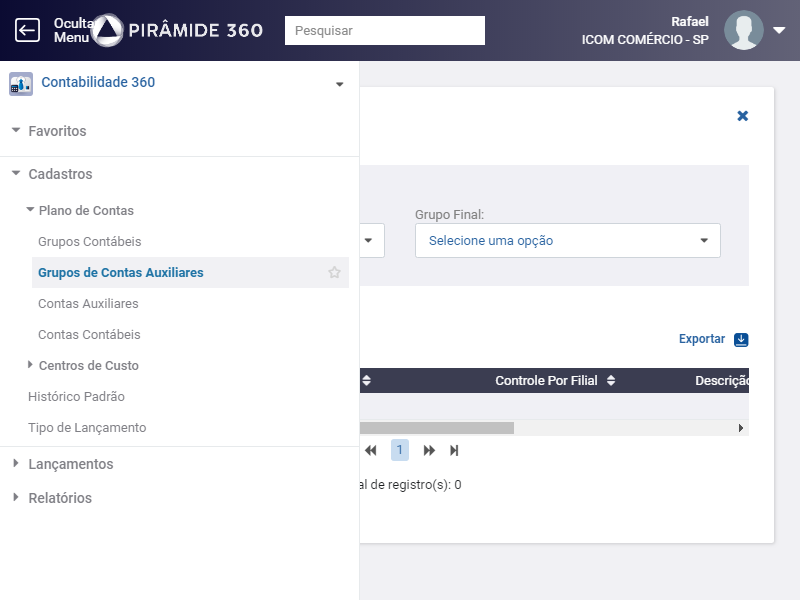 Oculta
Menu
PIRÂMIDE 360
Pesquisar
Rafael
ICOM COMÉRCIO - SP
Contabilidade 360
Favoritos
Cadastros
Plano de Contas
Grupos Contábeis
Grupos de Contas Auxiliares
Contas Auxiliares
Contas Contábeis
Centros de Custo
Histórico Padrão
Tipo de Lançamento
Lançamentos
Relatórios
Grupo Final:
Selecione uma opção
Exportar
Controle Por Filial
Descrição
1
al de registro(s): 0